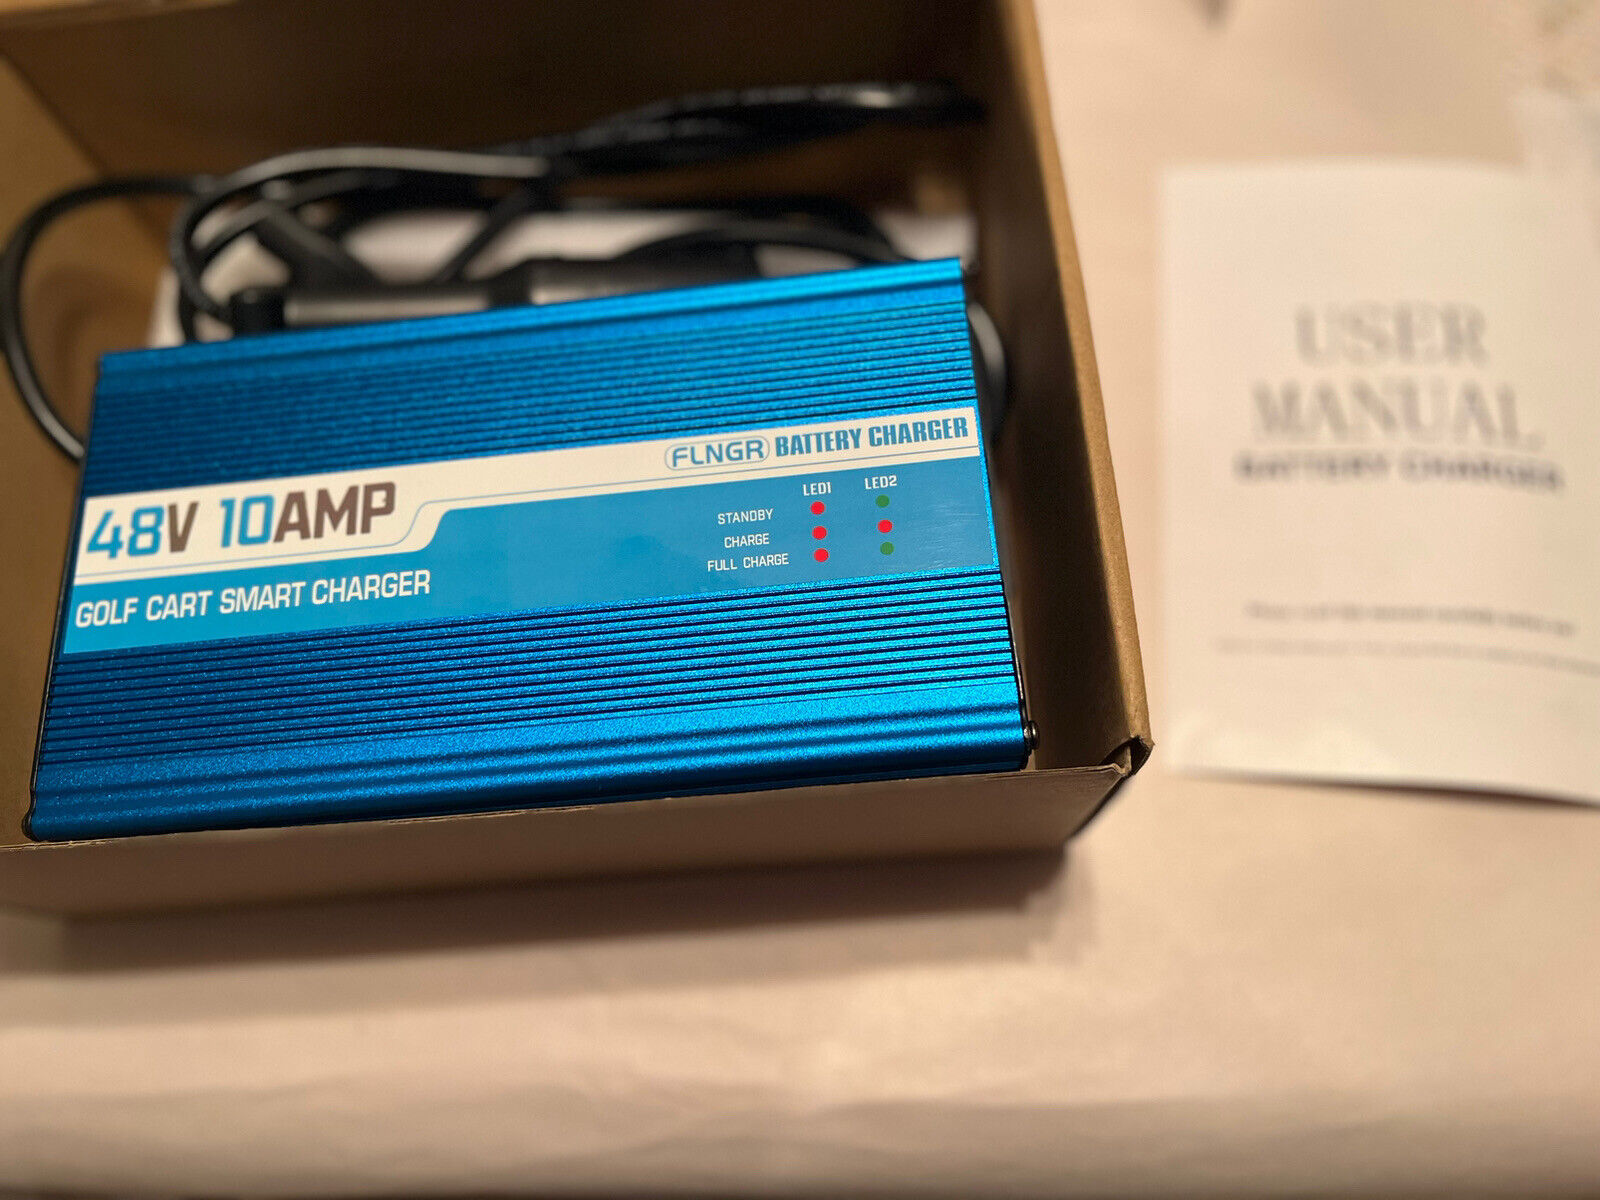 FLNGR BATTERY CHARGER
48V 10AMP
GOLF CART SMART CHARGER
LED1 LED2
STANDBY
CHARGE
FULL CHARGE
USER
MANUAL
BATTERY CHARGER